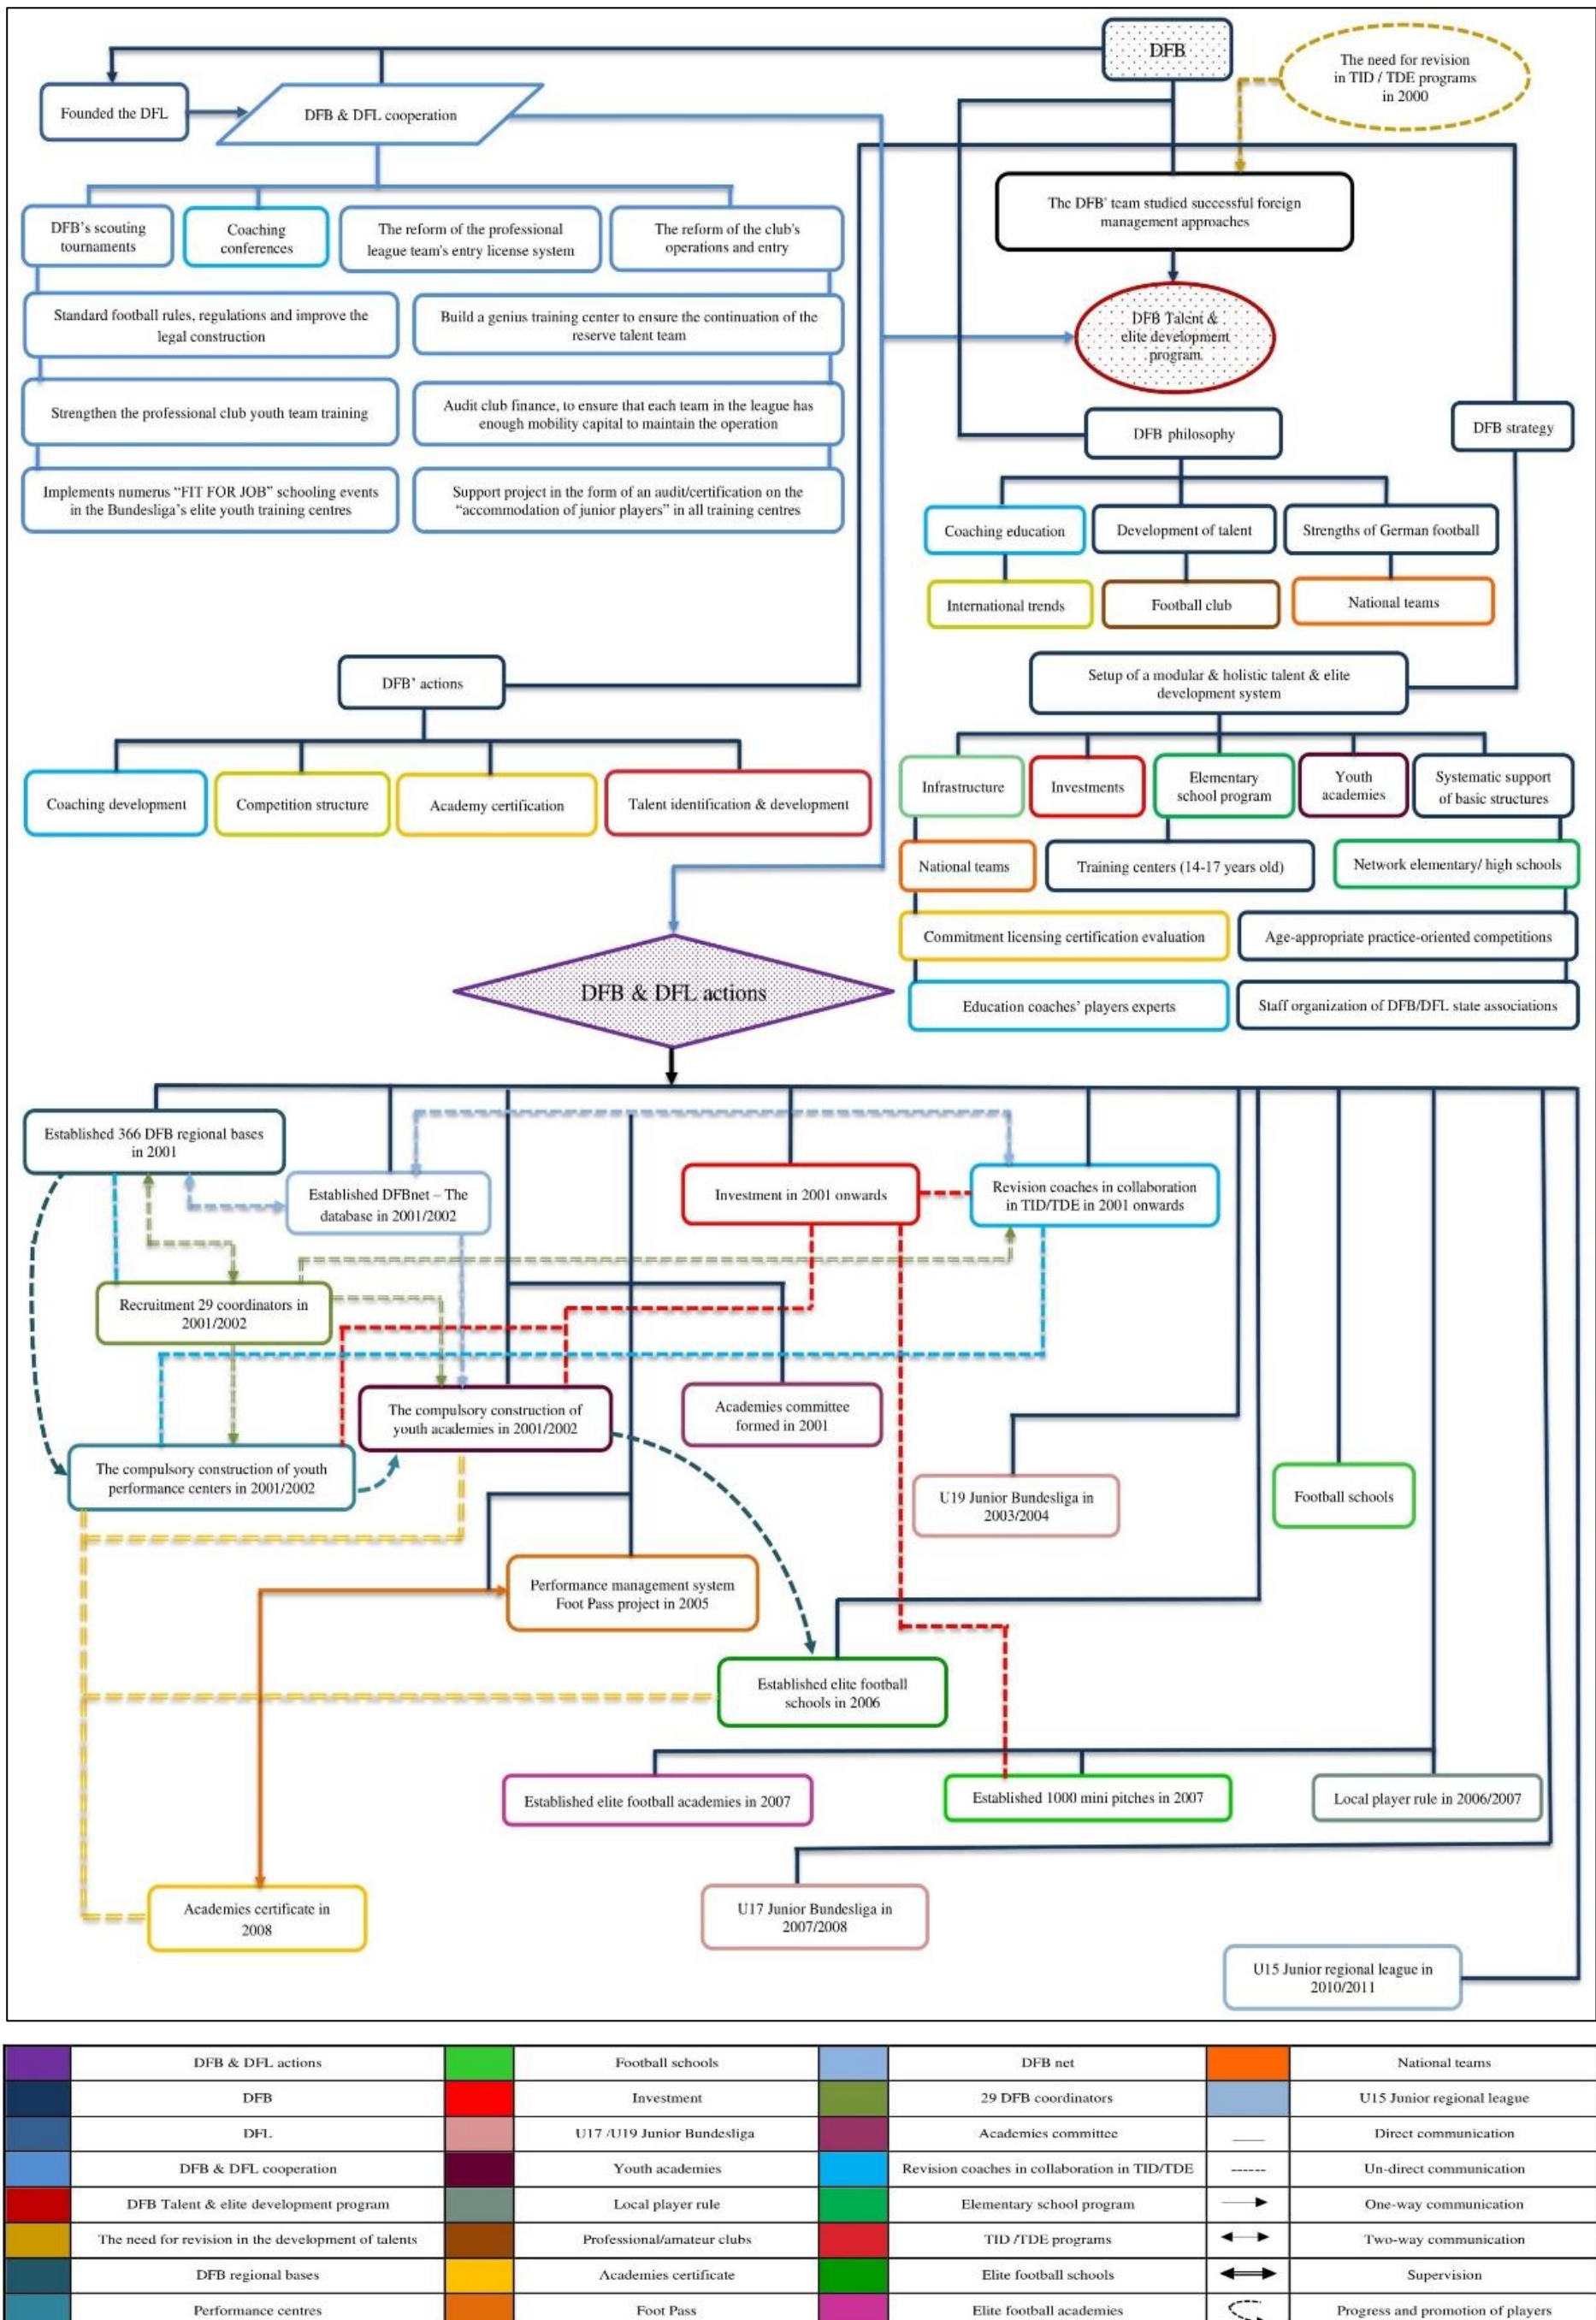 DFB
The need for revision
in TID / TDE programs
in 2000
Founded the DFL
DFB & DFL cooperation
DFB's scouting
tournaments
Coaching
conferences
The reform of the professional
league team's entry license system
The reform of the club's
operations and entry
The DFB' team studied successful foreign
management approaches
Standard football rules, regulations and improve the
legal construction
Build a genius training center to ensure the continuation of the
reserve talent team
DFB Talent &
elite development
program
Strengthen the professional club youth team training
Audit club finance, to ensure that each team in the league has
enough mobility capital to maintain the operation
DFB philosophy
DFB strategy
Implements numerus “FIT FOR JOB” schooling events
in the Bundesliga’s elite youth training centres
Support project in the form of an audit/certification on the
“accommodation of junior players” in all training centres
Coaching education
Development of talent
Strengths of German football
International trends
Football club
National teams
DFB' actions
Setup of a modular & holistic talent & elite
development system
Coaching development
Competition structure
Academy certification
Talent identification & development
Infrastructure
Investments
Elementary
school program
Youth
academies
Systematic support
of basic structures
National teams
Training centers (14-17 years old)
Network elementary/ high schools
Commitment licensing certification evaluation
Age-appropriate practice-oriented competitions
Education coaches’ players experts
Staff organization of DFB/DFL state associations
DFB & DFL actions
Established 366 DFB regional bases
in 2001
Established DFBnet – The
database in 2001/2002
Investment in 2001 onwards
Revision coaches in collaboration
in TID/TDE in 2001 onwards
Recruitment 29 coordinators in
2001/2002
The compulsory construction of
youth academies in 2001/2002
Academies committee
formed in 2001
The compulsory construction of youth
performance centers in 2001/2002
U19 Junior Bundesliga in
2003/2004
Football schools
Performance management system
Foot Pass project in 2005
Established elite football
schools in 2006
Established elite football academies in 2007
Established 1000 mini pitches in 2007
Local player rule in 2006/2007
Academies certificate in
2008
U17 Junior Bundesliga in
2007/2008
U15 Junior regional league in
2010/2011
DFB & DFL actions
Football schools
DFB net
National teams
DFB
Investment
29 DFB coordinators
U15 Junior regional league
DFL
U17 /U19 Junior Bundesliga
Academies committee
Direct communication
DFB & DFL cooperation
Youth academies
Revision coaches in collaboration in TID/TDE
Un-direct communication
DFB Talent & elite development program
Local player rule
Elementary school program
One-way communication
The need for revision in the development of talents
Professional/amateur clubs
TID /TDE programs
Two-way communication
DFB regional bases
Academies certificate
Elite football schools
Supervision
Performance centres
Foot Pass
Elite football academies
Progress and promotion of players